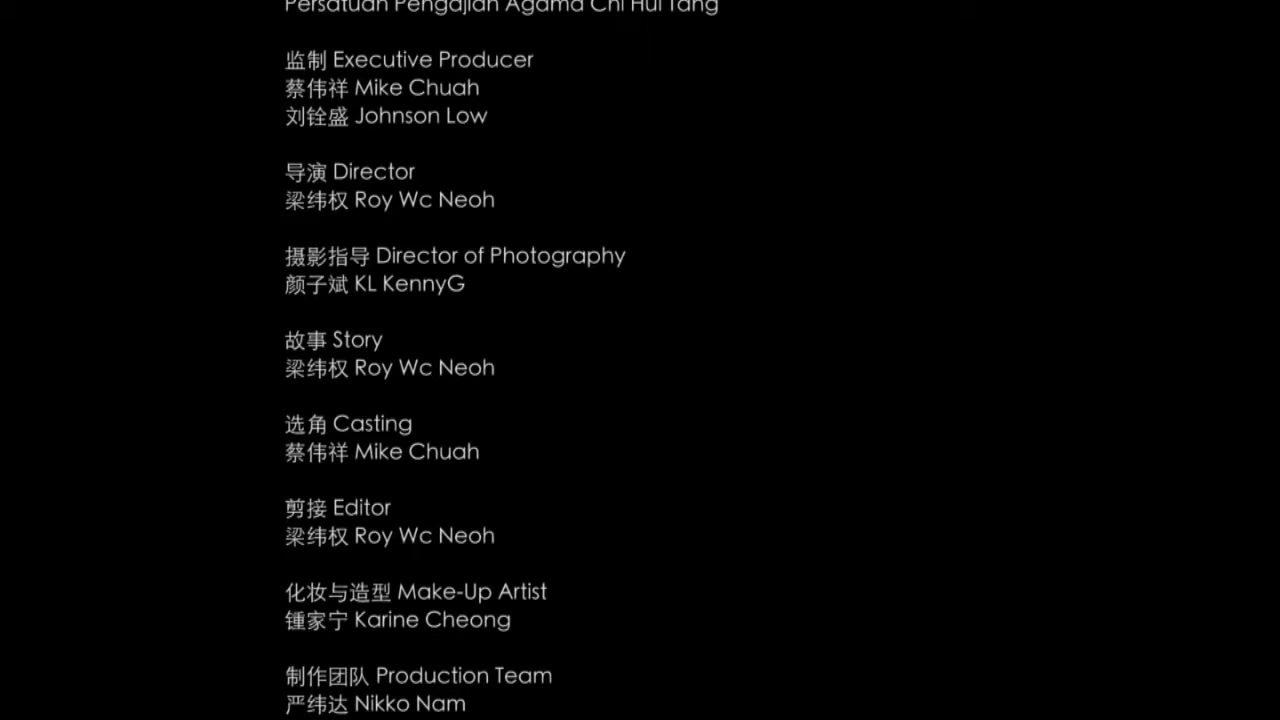 Persatuan Pengajian Agama Chi Hui Tang
监制 Executive Producer
蔡伟祥 Mike Chuah
刘铨盛 Johnson Low
导演 Director
梁纬权 Roy Wc Neoh
摄影指导 Director of Photography
颜子斌 KL KennyG
故事 Story
梁纬权 Roy Wc Neoh
选角 Casting
蔡伟祥 Mike Chuah
剪接 Editor
梁纬权 Roy Wc Neoh
化妆与造型 Make-Up Artist
锺家宁 Karine Cheong
制作团队 Production Team
严纬达 Nikko Nam